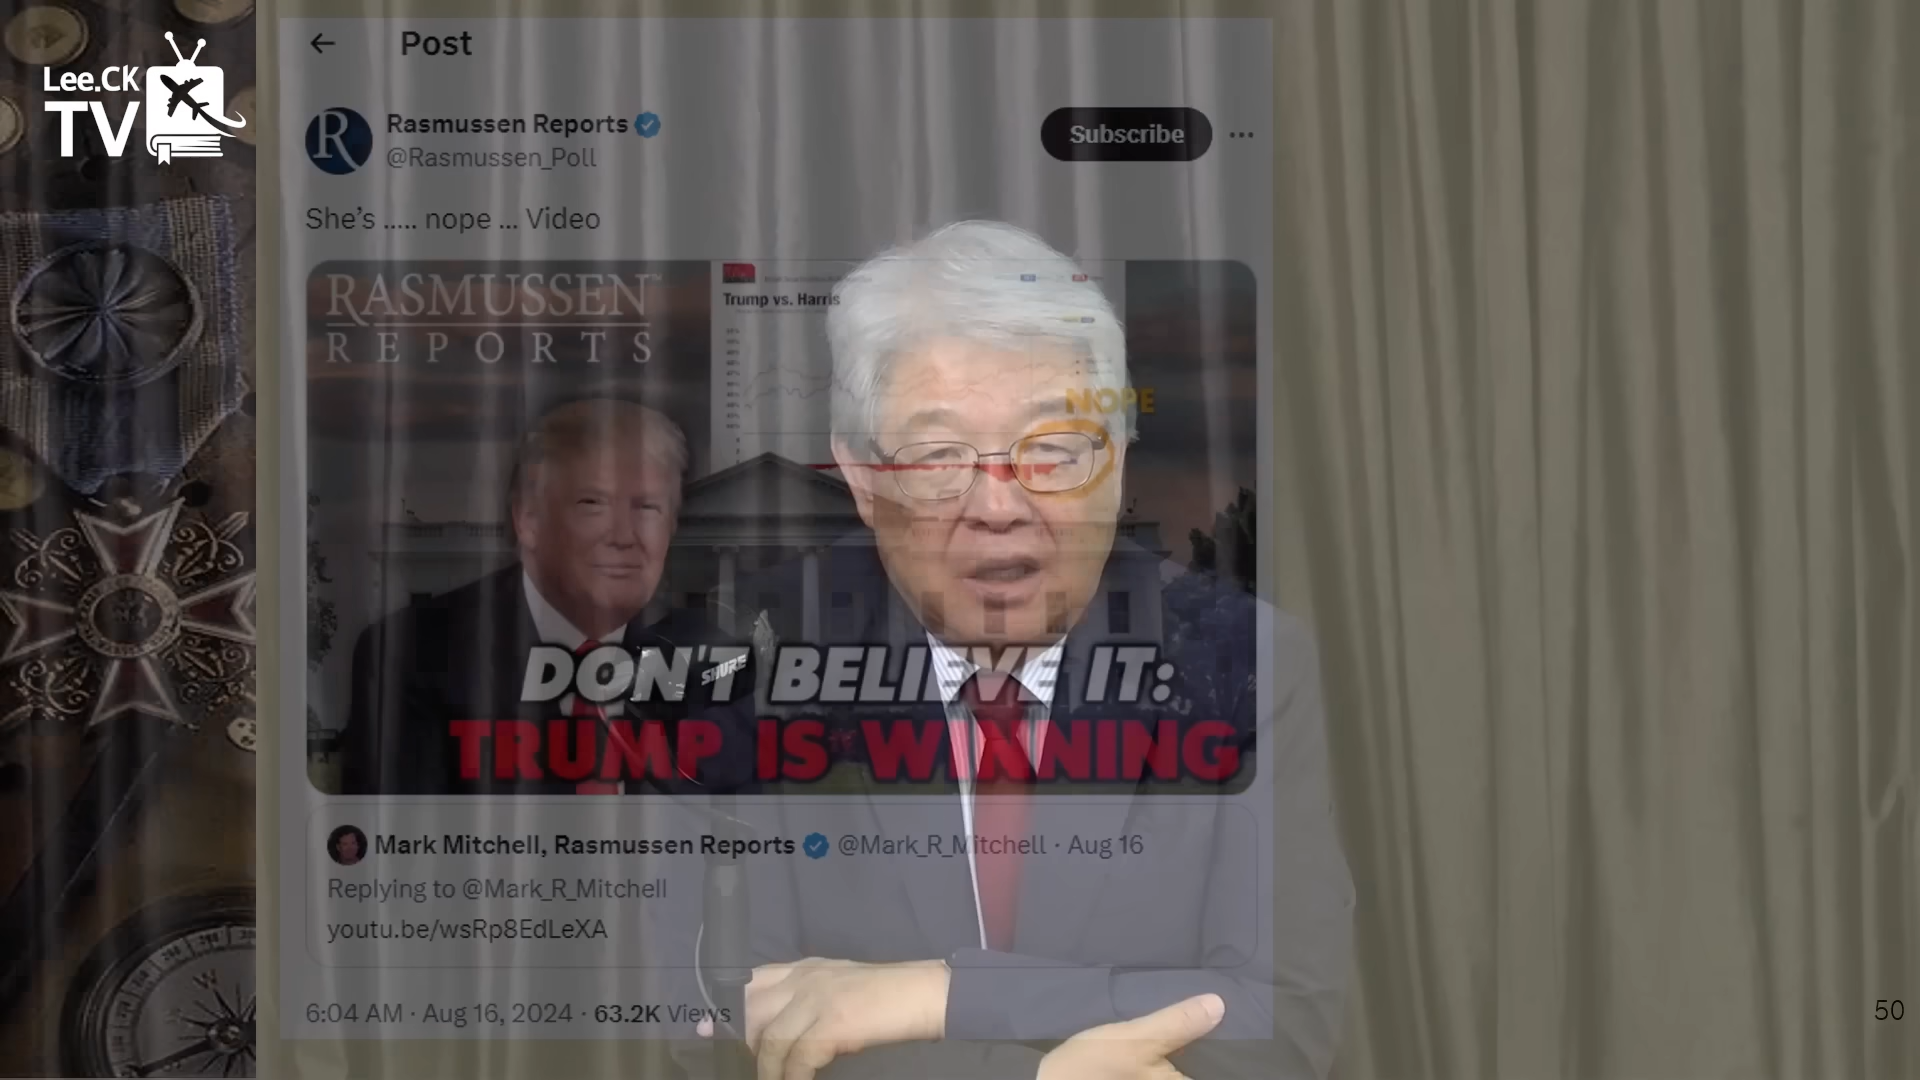 Lee.CK
TV
Post
Rasmussen Reports
@Rasmussen_Poll
Subscribe
She's ..... nope ... Video
RASMUSSEN™
REPORTS
Trump vs. Harris
NOPE
SHURE
DON'T BELIEVE IT:
TRUMP IS WINNING
Mark Mitchell, Rasmussen Reports @Mark_R_Mitchell · Aug 16
Replying to @Mark_R_Mitchell
youtu.be/wsRp8EdLeXA
6:04 AM · Aug 16, 2024 · 63.2K Views
50